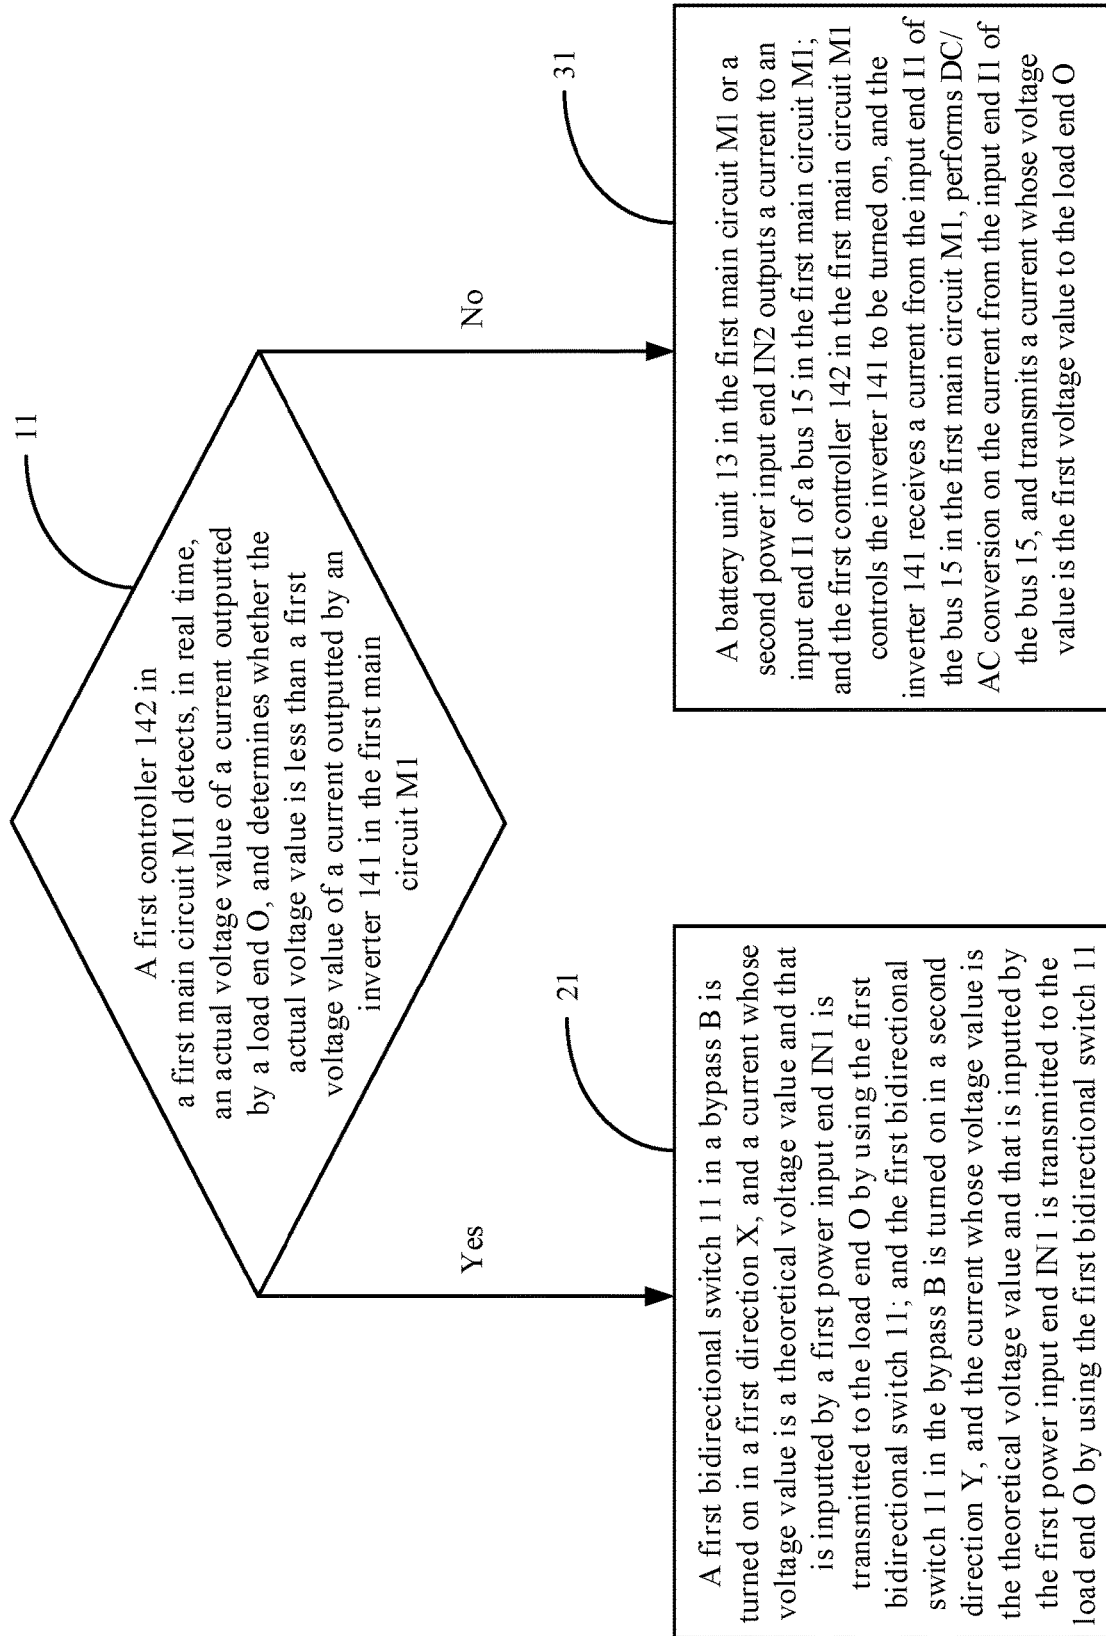 A first controller 142 in
a first main circuit M1 detects, in real time,
an actual voltage value of a current outputted
by a load end O, and determines whether the
actual voltage value is less than a first
voltage value of a current outputted by an
inverter 141 in the first main
circuit M1
11
Yes
No
21
A first bidirectional switch 11 in a bypass B is
turned on in a first direction X, and a current whose
voltage value is a theoretical voltage value and that
is inputted by a first power input end IN1 is
transmitted to the load end O by using the first
bidirectional switch 11; and the first bidirectional
switch 11 in the bypass B is turned on in a second
direction Y, and the current whose voltage value is
the theoretical voltage value and that is inputted by
the first power input end IN1 is transmitted to the
load end O by using the first bidirectional switch 11
31
A battery unit 13 in the first main circuit M1 or a
second power input end IN2 outputs a current to an
input end I1 of a bus 15 in the first main circuit M1;
and the first controller 142 in the first main circuit M1
controls the inverter 141 to be turned on, and the
inverter 141 receives a current from the input end I1 of
the bus 15 in the first main circuit M1, performs DC/
AC conversion on the current from the input end I1 of
the bus 15, and transmits a current whose voltage
value is the first voltage value to the load end O